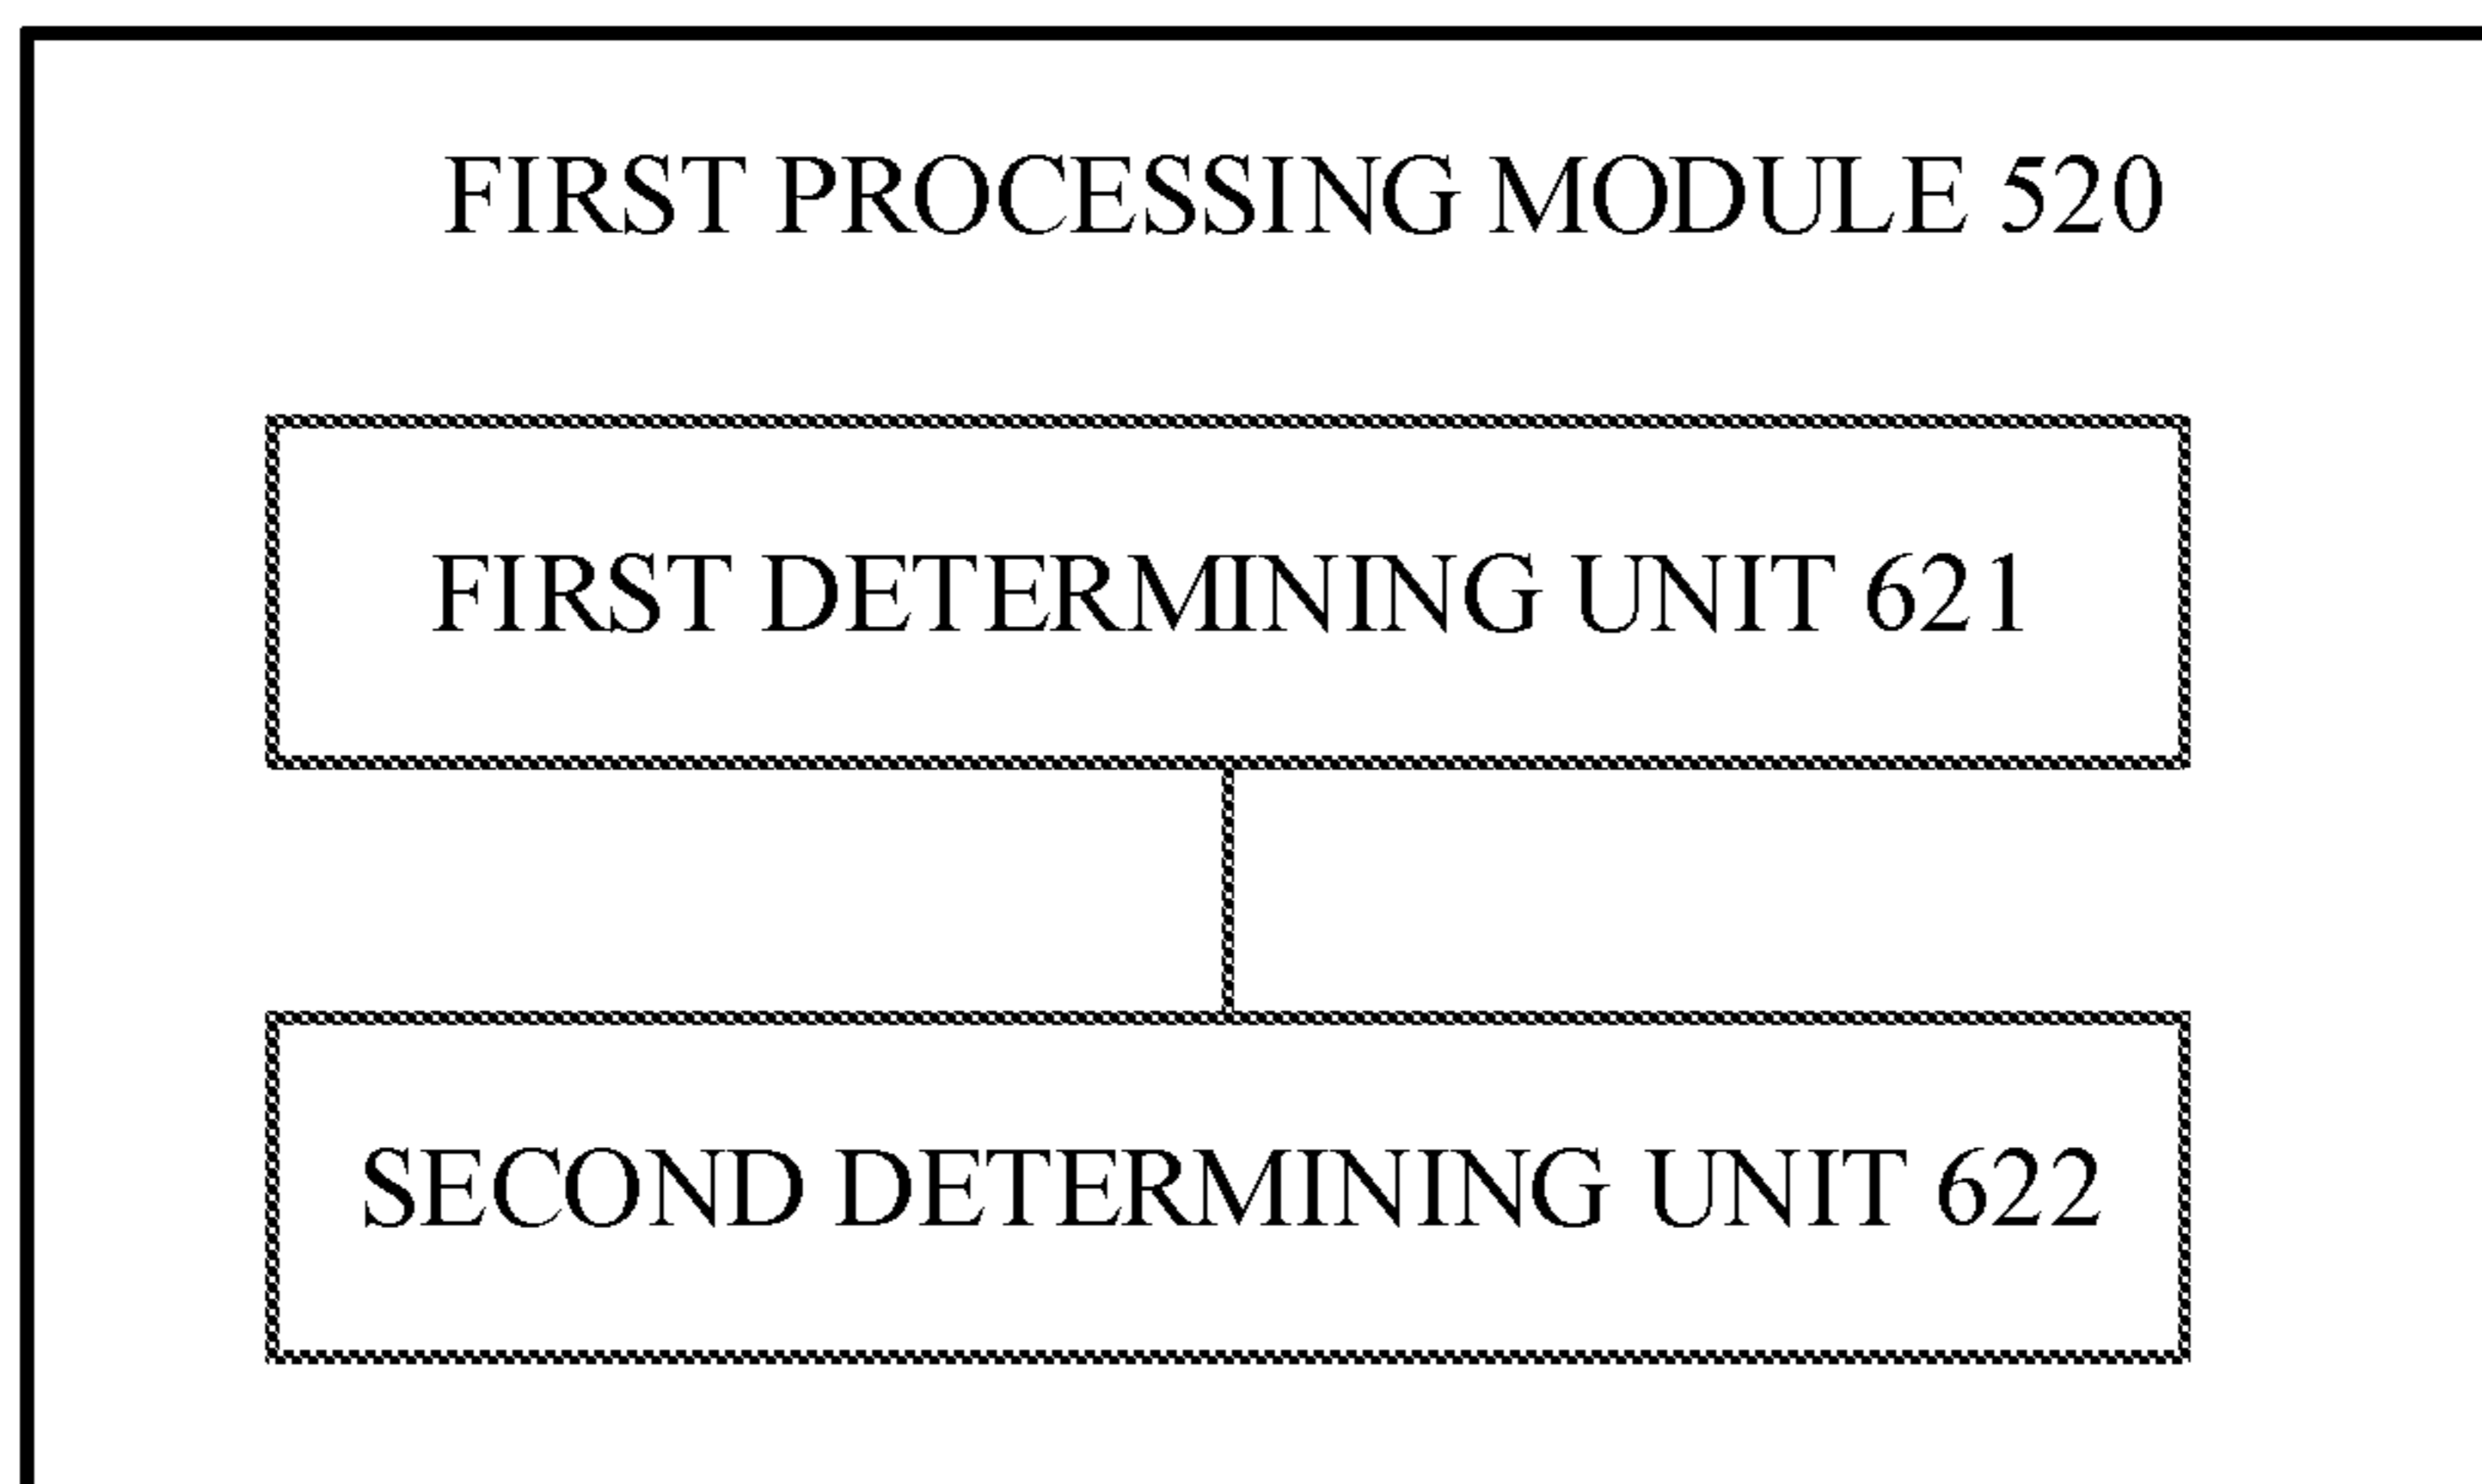 FIRST PROCESSING MODULE 520
FIRST DETERMINING UNIT 621
SECOND DETERMINING UNIT 622